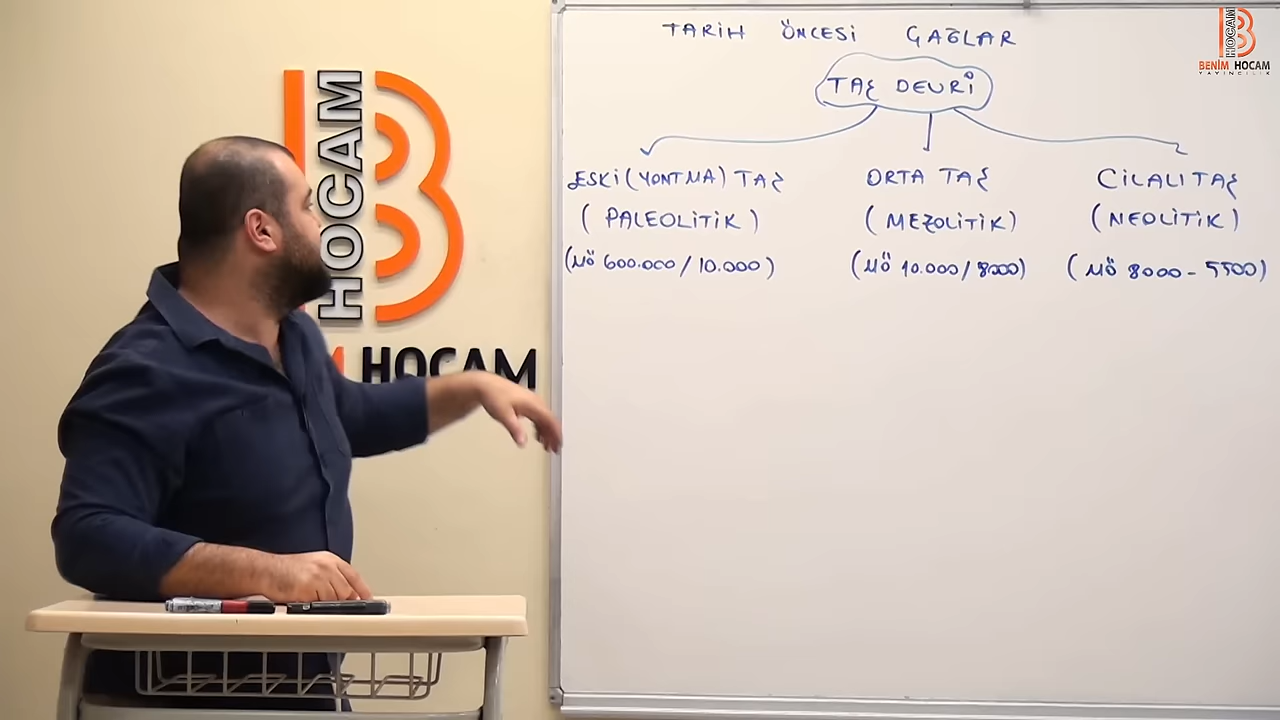 TARİH ÖNCESİ ÇAĞLAR
TAŞ DEVRİ
ESKİ (YONTMA) TAŞ
(PALEOLİTİK)
(MÖ 600.000 / 10.000)
ORTA TAŞ
(MEZOLİTİK)
(MÖ 10.000 / 8000)
CİLALI TAŞ
(NEOLİTİK)
(MÖ 8000 - 5500)
HOCAM
M HOCAM
HOCAM
BENİM HOCAM
YAYINCILIK